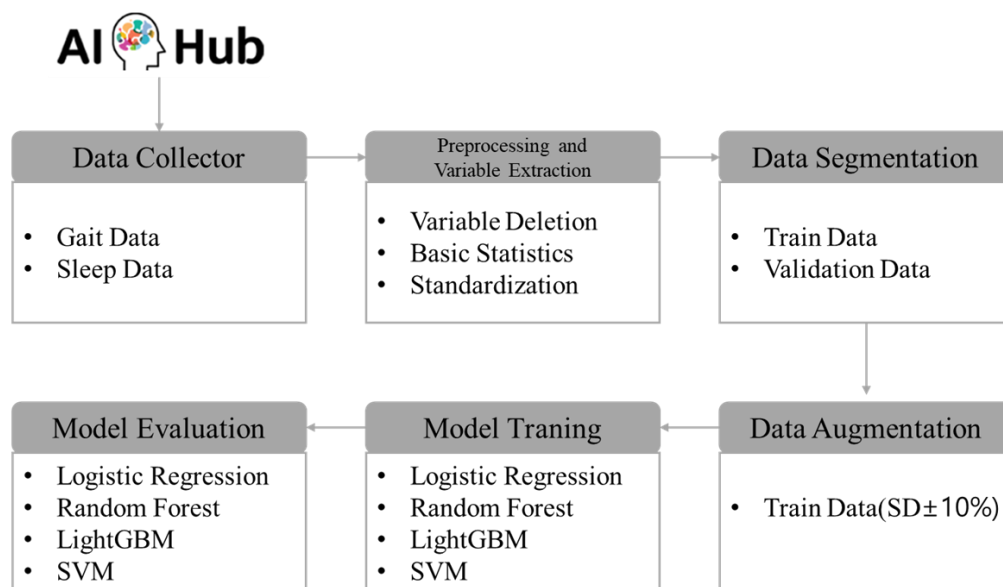 AI Hub
Data Collector
• Gait Data
• Sleep Data
Preprocessing and
Variable Extraction
• Variable Deletion
• Basic Statistics
• Standardization
Data Segmentation
• Train Data
• Validation Data
Model Evaluation
• Logistic Regression
• Random Forest
• LightGBM
• SVM
Model Traning
• Logistic Regression
• Random Forest
• LightGBM
• SVM
Data Augmentation
• Train Data(SD±10%)